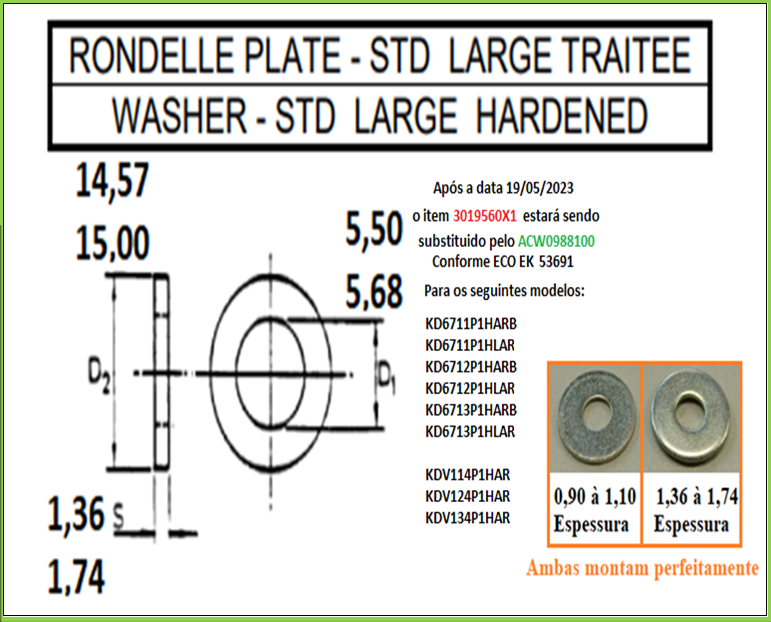 RONDELLE PLATE - STD LARGE TRAITEE
WASHER - STD LARGE HARDENED
14,57
15,00
5,50
5,68
D2
D1
1,36 S
1,74
Após a data 19/05/2023
o item 3019560X1 estará sendo
substituido pelo ACW0988100
Conforme ECO EK 53691
Para os seguintes modelos:
KD6711P1HARB
KD6711P1HLAR
KD6712P1HARB
KD6712P1HLAR
KD6713P1HARB
KD6713P1HLAR
KDV114P1HAR
KDV124P1HAR
KDV134P1HAR
0,90 à 1,10
Espessura
1,36 à 1,74
Espessura
Ambas montam perfeitamente